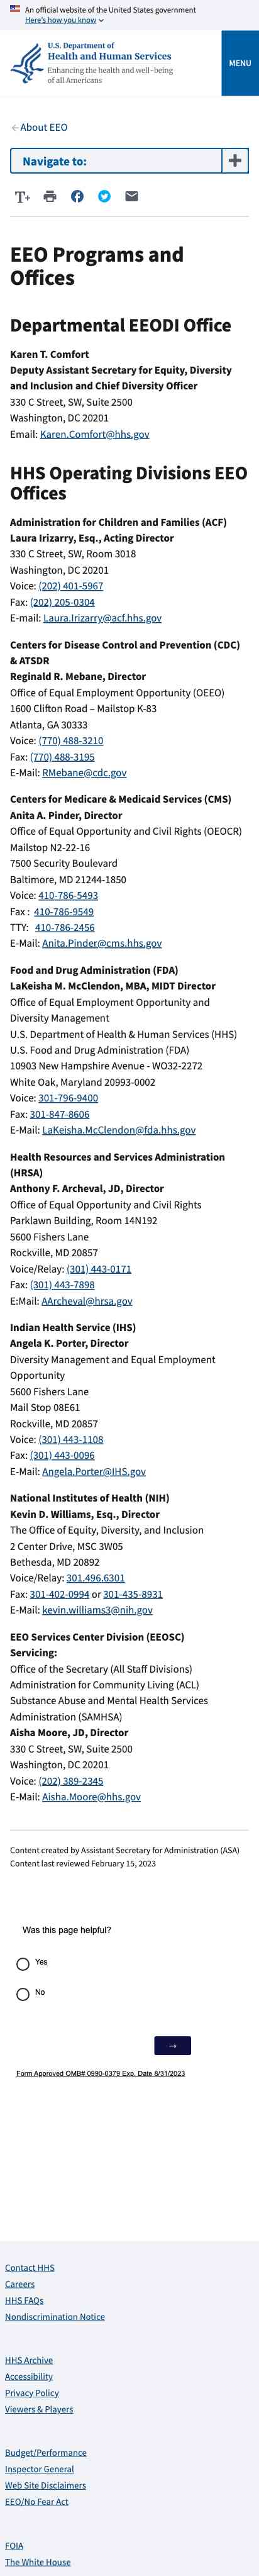 An official website of the United States government
Here's how you know
U.S. Department of
Health and Human Services
Enhancing the health and well-being
of all Americans
MENU
About EEO
Navigate to:
T+
EEO Programs and
Offices
Departmental EEODI Office
Karen T. Comfort
Deputy Assistant Secretary for Equity, Diversity
and Inclusion and Chief Diversity Officer
330 C Street, SW, Suite 2500
Washington, DC 20201
Email: Karen.Comfort@hhs.gov
HHS Operating Divisions EEO
Offices
Administration for Children and Families (ACF)
Laura Irizarry, Esq., Acting Director
330 C Street, SW, Room 3018
Washington, DC 20201
Voice: (202) 401-5967
Fax: (202) 205-0304
E-mail: Laura.Irizarry@acf.hhs.gov
Centers for Disease Control and Prevention (CDC)
& ATSDR
Reginald R. Mebane, Director
Office of Equal Employment Opportunity (OEEO)
1600 Clifton Road – Mailstop K-83
Atlanta, GA 30333
Voice: (770) 488-3210
Fax: (770) 488-3195
E-Mail: RMebane@cdc.gov
Centers for Medicare & Medicaid Services (CMS)
Anita A. Pinder, Director
Office of Equal Opportunity and Civil Rights (OEOCR)
Mailstop N2-22-16
7500 Security Boulevard
Baltimore, MD 21244-1850
Voice: 410-786-5493
Fax : 410-786-9549
TTY: 410-786-2456
E-Mail: Anita.Pinder@cms.hhs.gov
Food and Drug Administration (FDA)
LaKeisha M. McClendon, MBA, MIDT Director
Office of Equal Employment Opportunity and
Diversity Management
U.S. Department of Health & Human Services (HHS)
U.S. Food and Drug Administration (FDA)
10903 New Hampshire Avenue - WO32-2272
White Oak, Maryland 20993-0002
Voice: 301-796-9400
Fax: 301-847-8606
E-Mail: LaKeisha.McClendon@fda.hhs.gov
Health Resources and Services Administration
(HRSA)
Anthony F. Archeval, JD, Director
Office of Equal Opportunity and Civil Rights
Parklawn Building, Room 14N192
5600 Fishers Lane
Rockville, MD 20857
Voice/Relay: (301) 443-0171
Fax: (301) 443-7898
E:Mail: AArcheval@hrsa.gov
Indian Health Service (IHS)
Angela K. Porter, Director
Diversity Management and Equal Employment
Opportunity
5600 Fishers Lane
Mail Stop 08E61
Rockville, MD 20857
Voice: (301) 443-1108
Fax: (301) 443-0096
E-Mail: Angela.Porter@IHS.gov
National Institutes of Health (NIH)
Kevin D. Williams, Esq., Director
The Office of Equity, Diversity, and Inclusion
2 Center Drive, MSC 3W05
Bethesda, MD 20892
Voice/Relay: 301.496.6301
Fax: 301-402-0994 or 301-435-8931
E-Mail: kevin.williams3@nih.gov
EEO Services Center Division (EEOSC)
Servicing:
Office of the Secretary (All Staff Divisions)
Administration for Community Living (ACL)
Substance Abuse and Mental Health Services
Administration (SAMHSA)
Aisha Moore, JD, Director
330 C Street, SW, Suite 2500
Washington, DC 20201
Voice: (202) 389-2345
E-Mail: Aisha.Moore@hhs.gov
Content created by Assistant Secretary for Administration (ASA)
Content last reviewed February 15, 2023
Was this page helpful?
Yes
No
→
Form Approved OMB# 0990-0379 Exp. Date 8/31/2023
Contact HHS
Careers
HHS FAQs
Nondiscrimination Notice
HHS Archive
Accessibility
Privacy Policy
Viewers & Players
Budget/Performance
Inspector General
Web Site Disclaimers
EEO/No Fear Act
FOIA
The White House